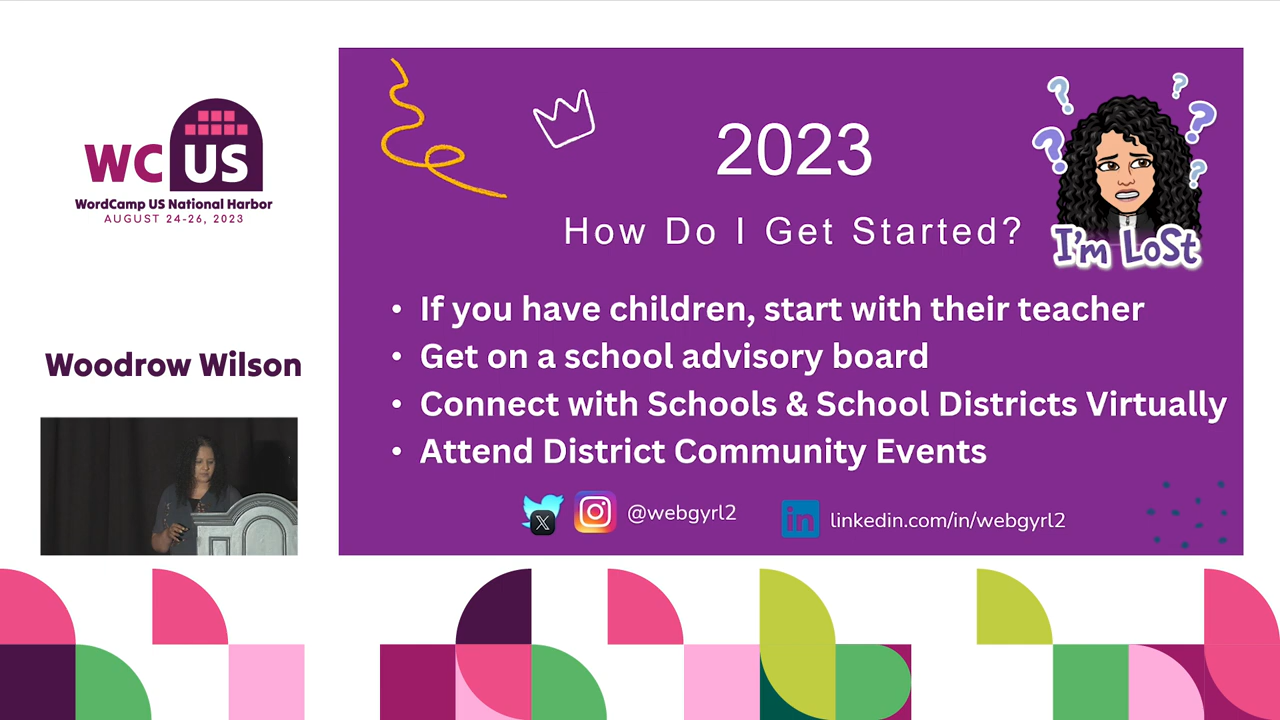 WC US
WordCamp US National Harbor
AUGUST 24-26, 2023
Woodrow Wilson
2023
How Do I Get Started?
I'm LoSt
• If you have children, start with their teacher
• Get on a school advisory board
• Connect with Schools & School Districts Virtually
• Attend District Community Events
@webgyrl2
linkedin.com/in/webgyrl2